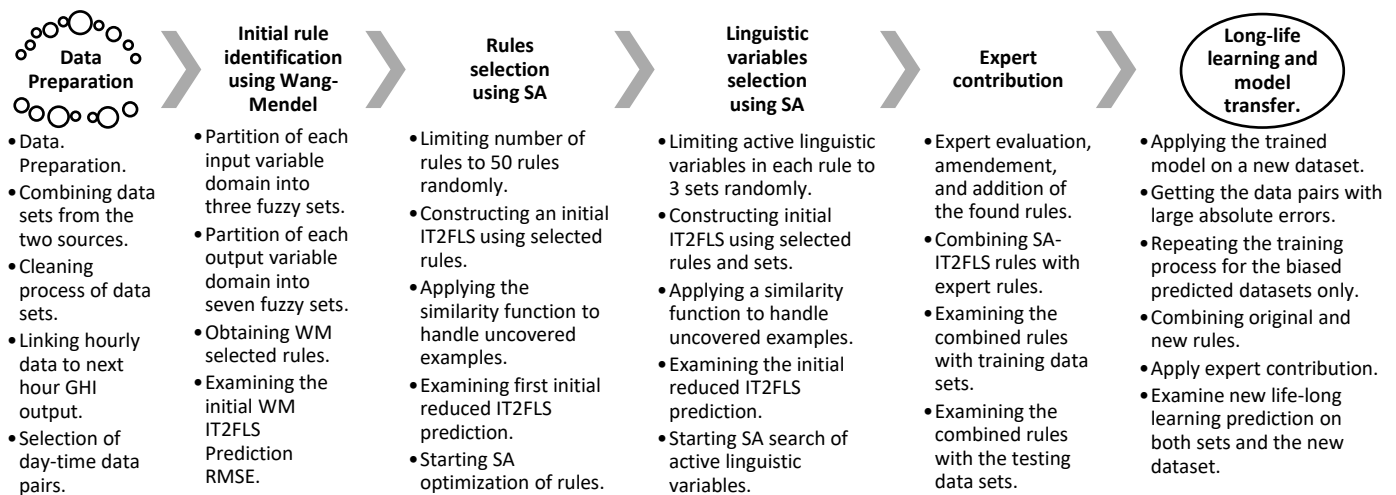 Data
Preparation
Initial rule
identification
using Wang-
Mendel
Rules
selection
using SA
Linguistic
variables
selection
using SA
Expert
contribution
Long-life
learning and
model
transfer.
•Data.
Preparation.
•Combining data
sets from the
two sources.
•Cleaning
process of data
sets.
•Linking hourly
data to next
hour GHI
output.
•Selection of
day-time data
pairs.
•Partition of each
input variable
domain into
three fuzzy sets.
•Partition of each
output variable
domain into
seven fuzzy sets.
•Obtaining WM
selected rules.
•Examining the
initial WM
IT2FLS
Prediction
RMSE.
•Limiting number of
rules to 50 rules
randomly.
•Constructing an initial
IT2FLS using selected
rules.
•Applying the
similarity function to
handle uncovered
examples.
•Examining first initial
reduced IT2FLS
prediction.
•Starting SA
optimization of rules.
•Limiting active linguistic
variables in each rule to
3 sets randomly.
•Constructing initial
IT2FLS using selected
rules and sets.
•Applying a similarity
function to handle
uncovered examples.
•Examining the initial
reduced IT2FLS
prediction.
•Starting SA search of
active linguistic
variables.
•Expert evaluation,
amendement,
and addition of
the found rules.
•Combining SA-
IT2FLS rules with
expert rules.
•Examining the
combined rules
with training data
sets.
•Examining the
combined rules
with the testing
data sets.
•Applying the trained
model on a new dataset.
•Getting the data pairs with
large absolute errors.
•Repeating the training
process for the biased
predicted datasets only.
•Combining original and
new rules.
•Apply expert contribution.
•Examine new life-long
learning prediction on
both sets and the new
dataset.